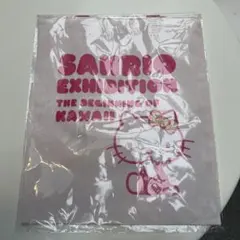 SANRIO
EXHIBITION
THE BEGINNING OF
KAWAII